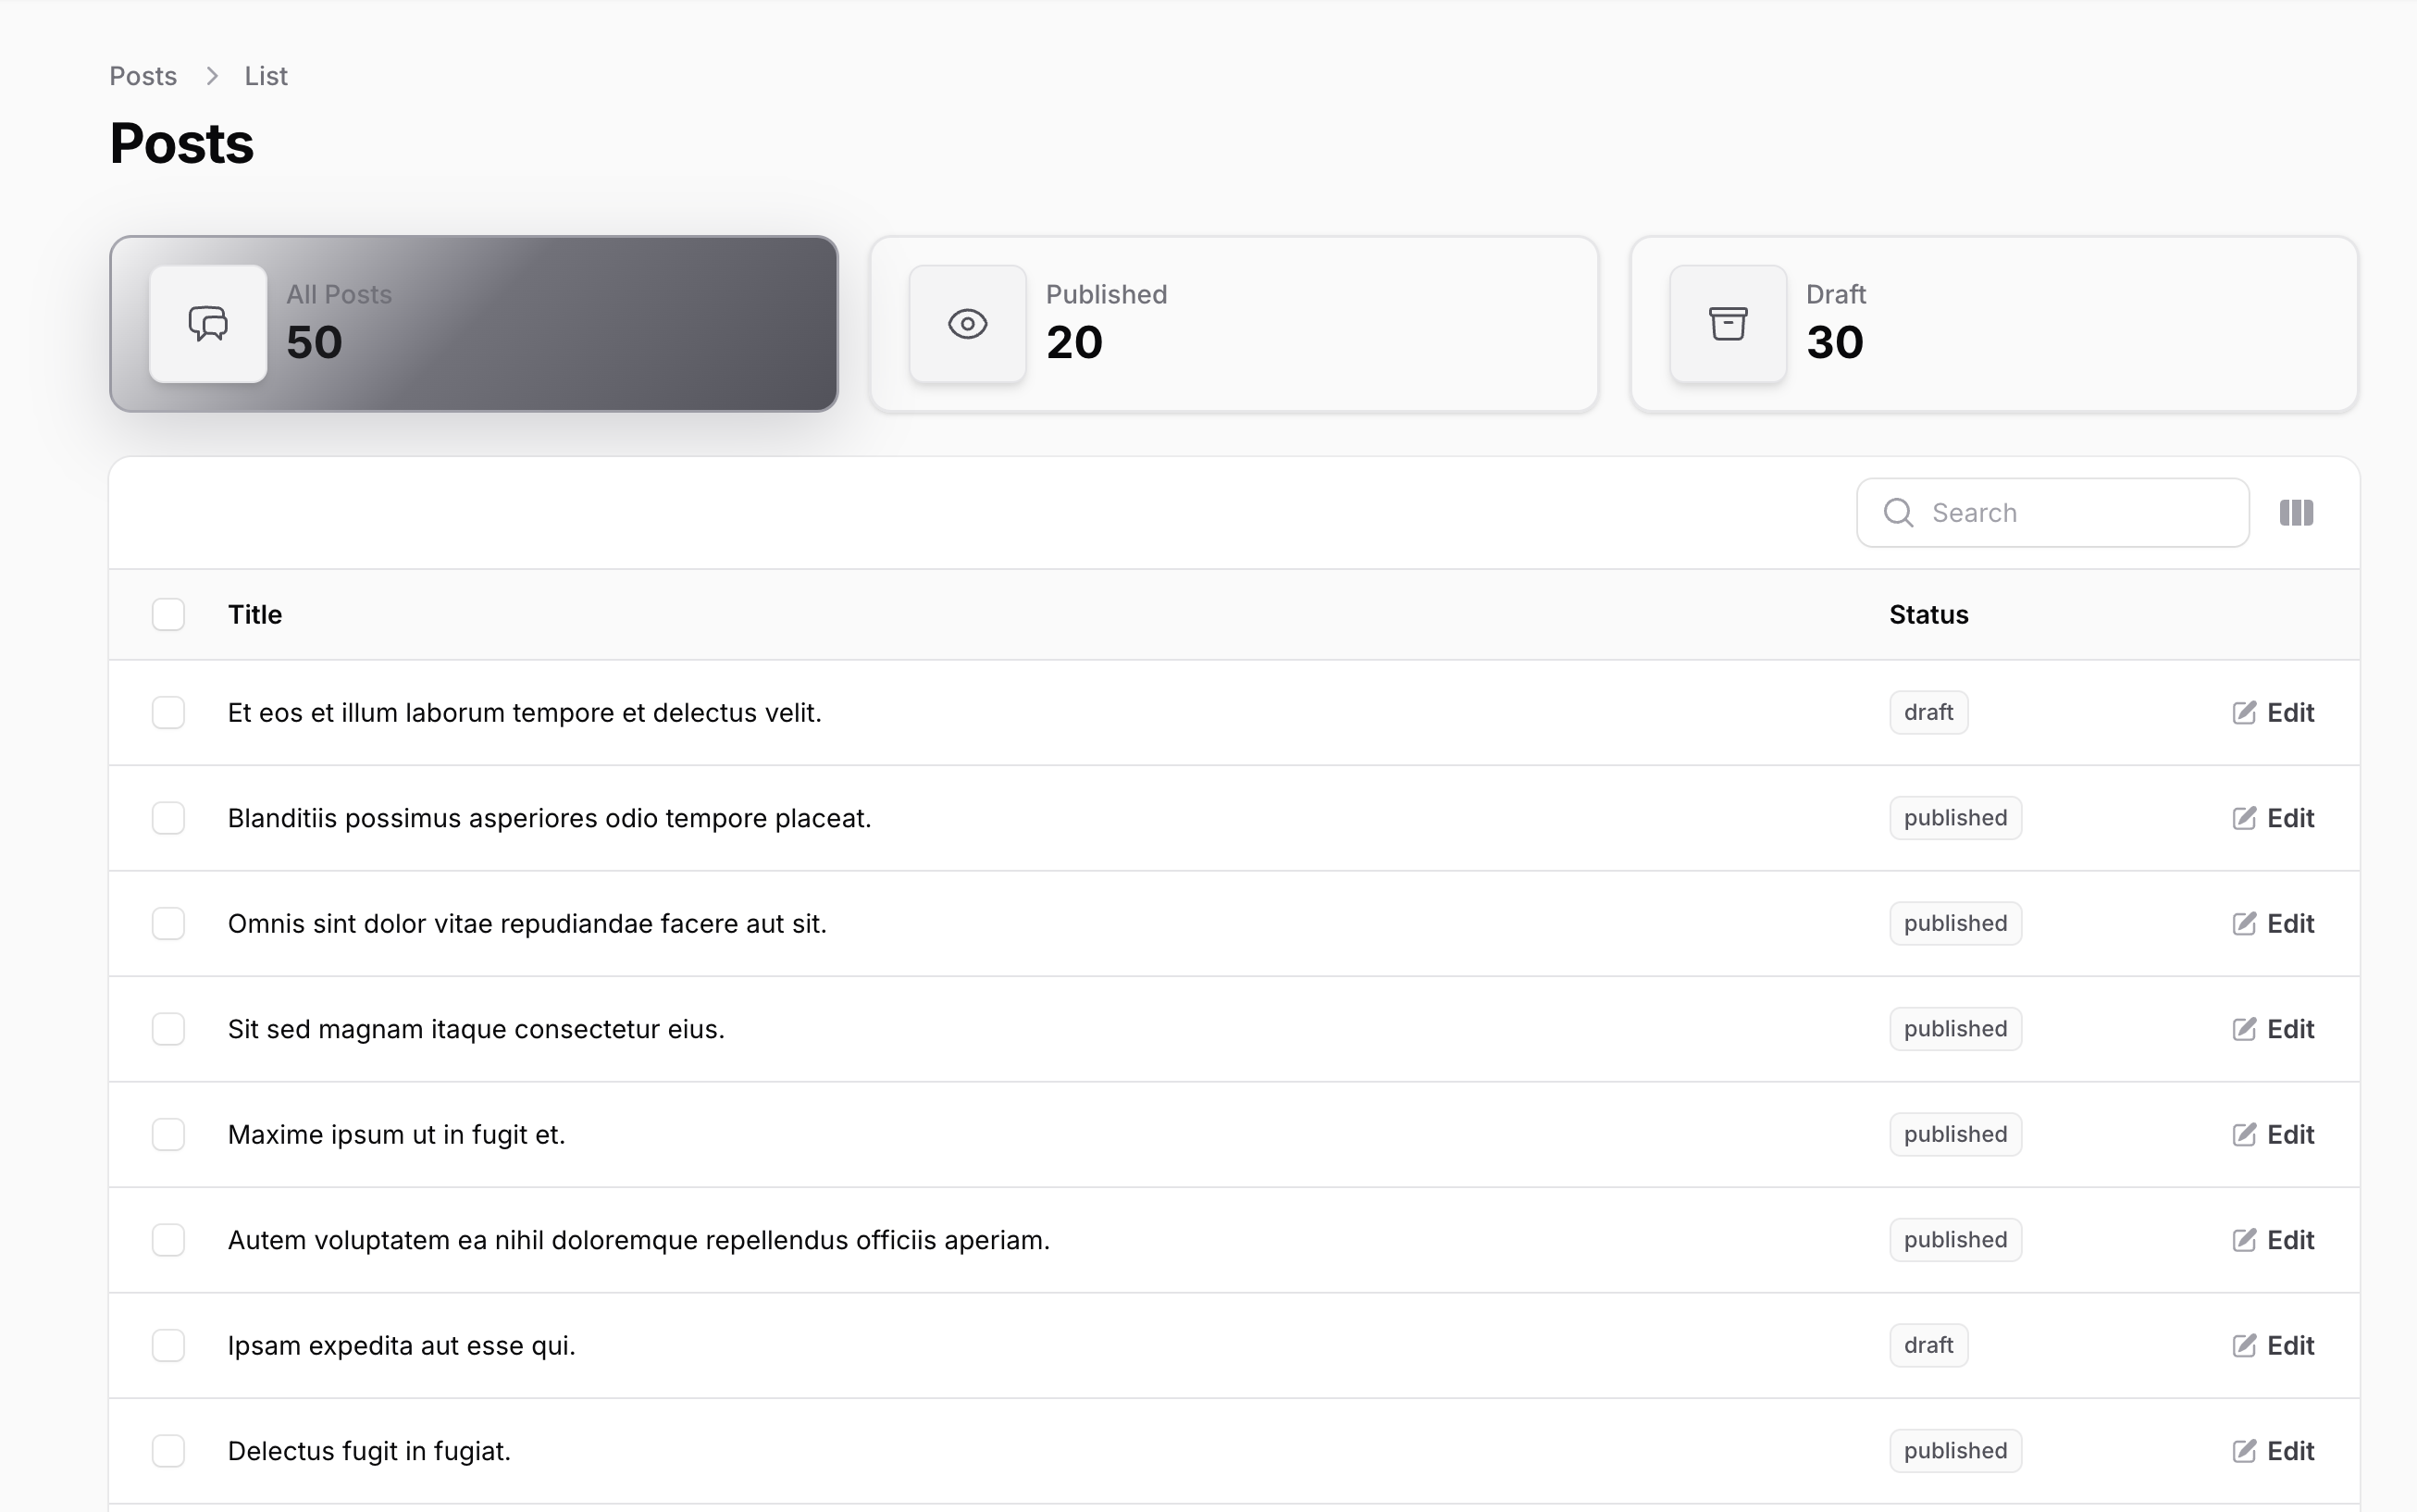 Posts > List
Posts
All Posts
50
Published
20
Draft
30
Search
Title Status
Et eos et illum laborum tempore et delectus velit. draft Edit
Blanditiis possimus asperiores odio tempore placeat. published Edit
Omnis sint dolor vitae repudiandae facere aut sit. published Edit
Sit sed magnam itaque consectetur eius. published Edit
Maxime ipsum ut in fugit et. published Edit
Autem voluptatem ea nihil doloremque repellendus officiis aperiam. published Edit
Ipsam expedita aut esse qui. draft Edit
Delectus fugit in fugiat. published Edit